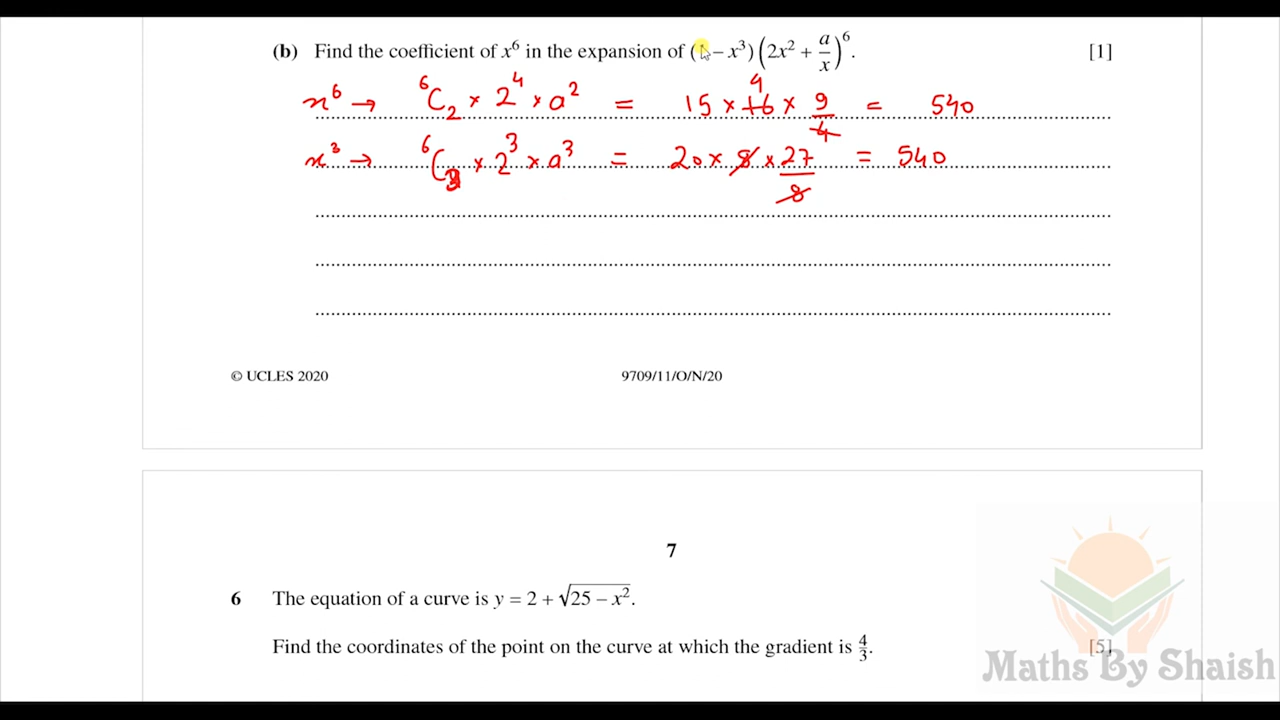 (b) Find the coefficient of x⁶ in the expansion of (1 − x³)(2x² + a/x)⁶. [1]
x⁶ → ⁶C₂ × 2⁴ × a² = 15 × 16 4 × 9/4 = 540
x³ → ⁶C₃ × 2³ × a³ = 20 × 8 × 27/8 = 540
© UCLES 2020 9709/11/O/N/20
7
6 The equation of a curve is y = 2 + √(25 − x²).
Find the coordinates of the point on the curve at which the gradient is 4/3. [5]
Maths By Shaish